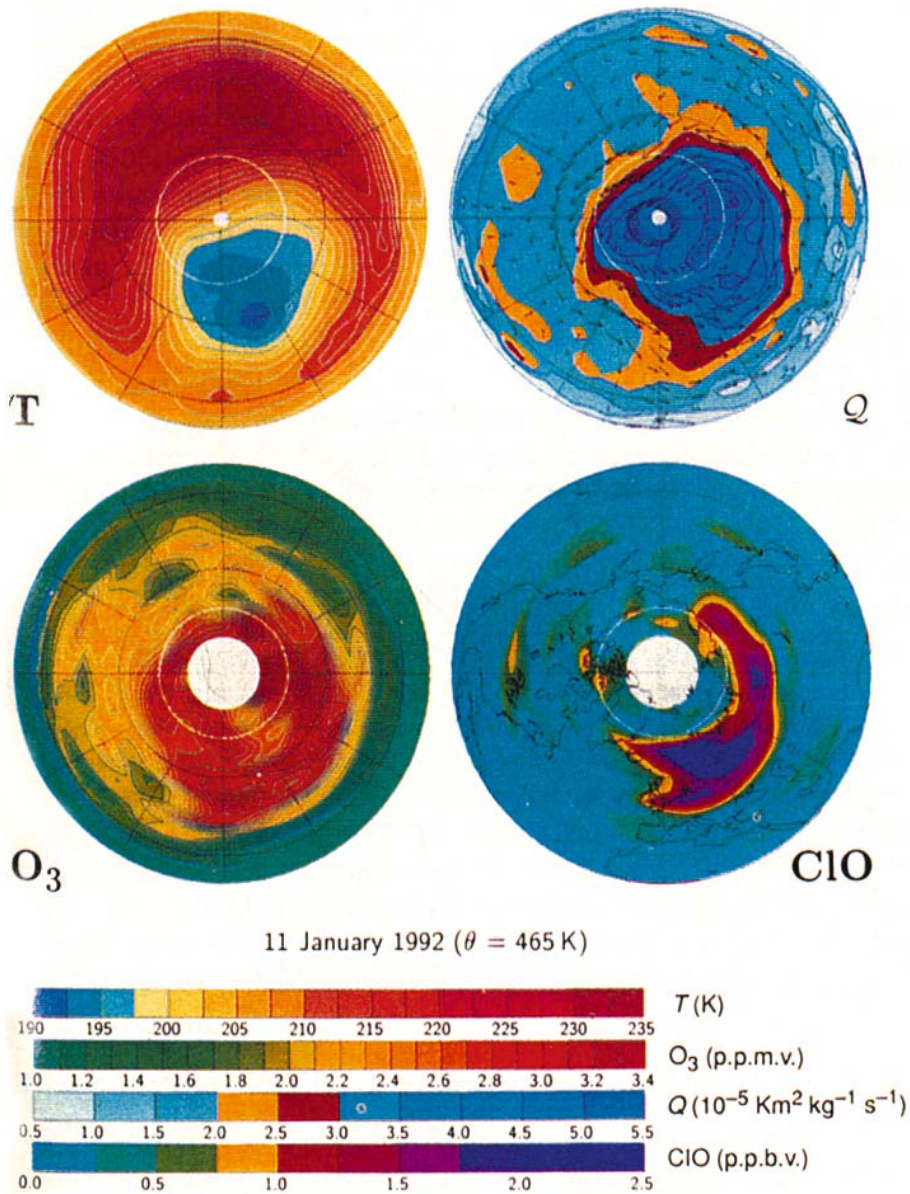 T
Q
O3
ClO
11 January 1992 (θ = 465 K)
190 195 200 205 210 215 220 225 230 235 T (K)
1.0 1.2 1.4 1.6 1.8 2.0 2.2 2.4 2.6 2.8 3.0 3.2 3.4 O3 (p.p.m.v.)
0.5 1.0 1.5 2.0 2.5 3.0 3.5 4.0 4.5 5.0 5.5 Q (10−5 Km2 kg−1 s−1)
0.0 0.5 1.0 1.5 2.0 2.5 ClO (p.p.b.v.)